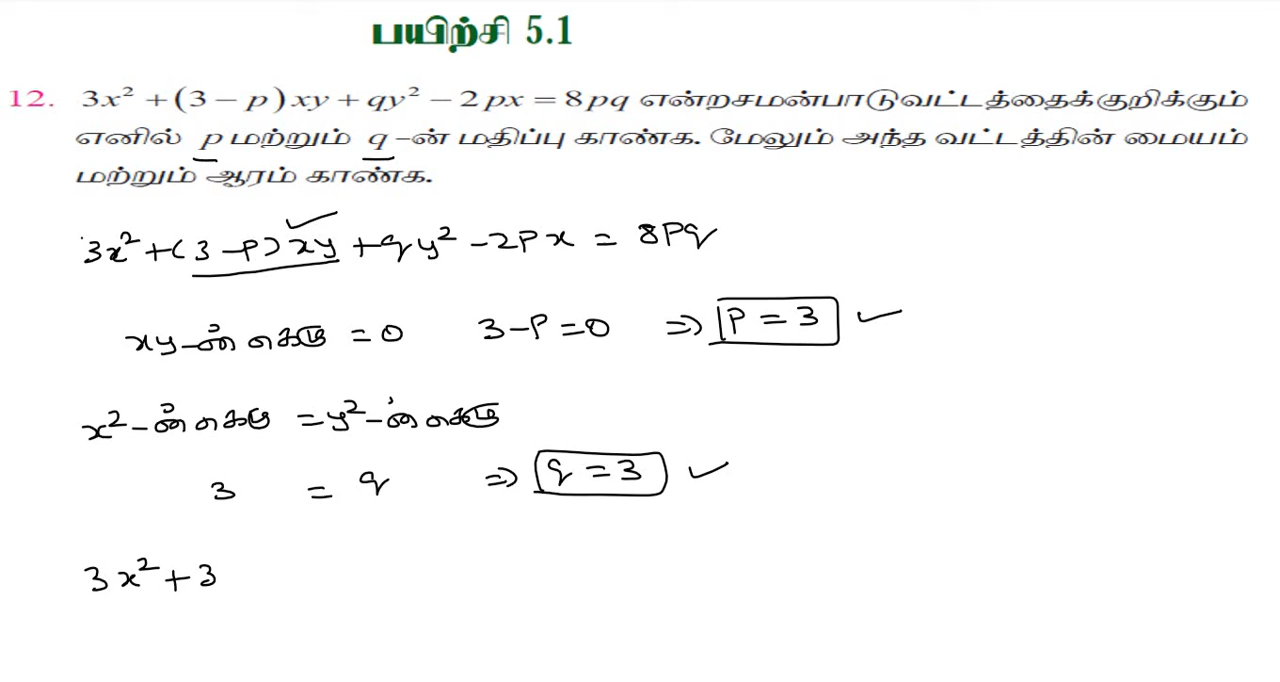 பயிற்சி 5.1
12. 3x² + (3 − p)xy + qy² − 2px = 8pq என்றசமன்பாடுவட்டத்தைக்குறிக்கும்
எனில் p மற்றும் q -ன் மதிப்பு காண்க. மேலும் அந்த வட்டத்தின் மையம்
மற்றும் ஆரம் காண்க.
3x² + (3 - P) xy + qy² - 2Px = 8Pq
xy-ன் கெழு = 0 3 - P = 0 ⇒ P = 3 ✓
x² - ன் கெழு = y² - ன் கெழு
3 = q ⇒ q = 3 ✓
3x² + 3